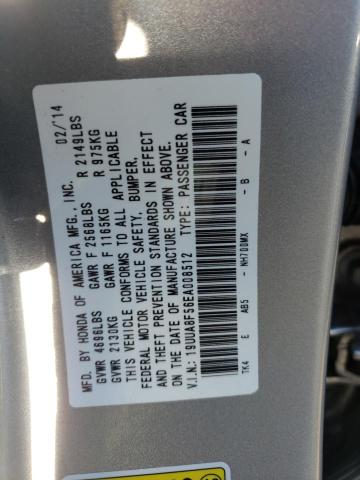 MFD. BY HONDA OF AMERICA MFG., INC. 02/'14
GVWR 4696LBS GAWR F 2568LBS R 2149LBS
GVWR 2130KG GAWR F 1165KG R 975KG
THIS VEHICLE CONFORMS TO ALL APPLICABLE
FEDERAL MOTOR VEHICLE SAFETY, BUMPER,
AND THEFT PREVENTION STANDARDS IN EFFECT
ON THE DATE OF MANUFACTURE SHOWN ABOVE.
V.I.N.: 19UUA8F56EA008512 TYPE: PASSENGER CAR
TK4 E AB5 - NH700MX - B - A